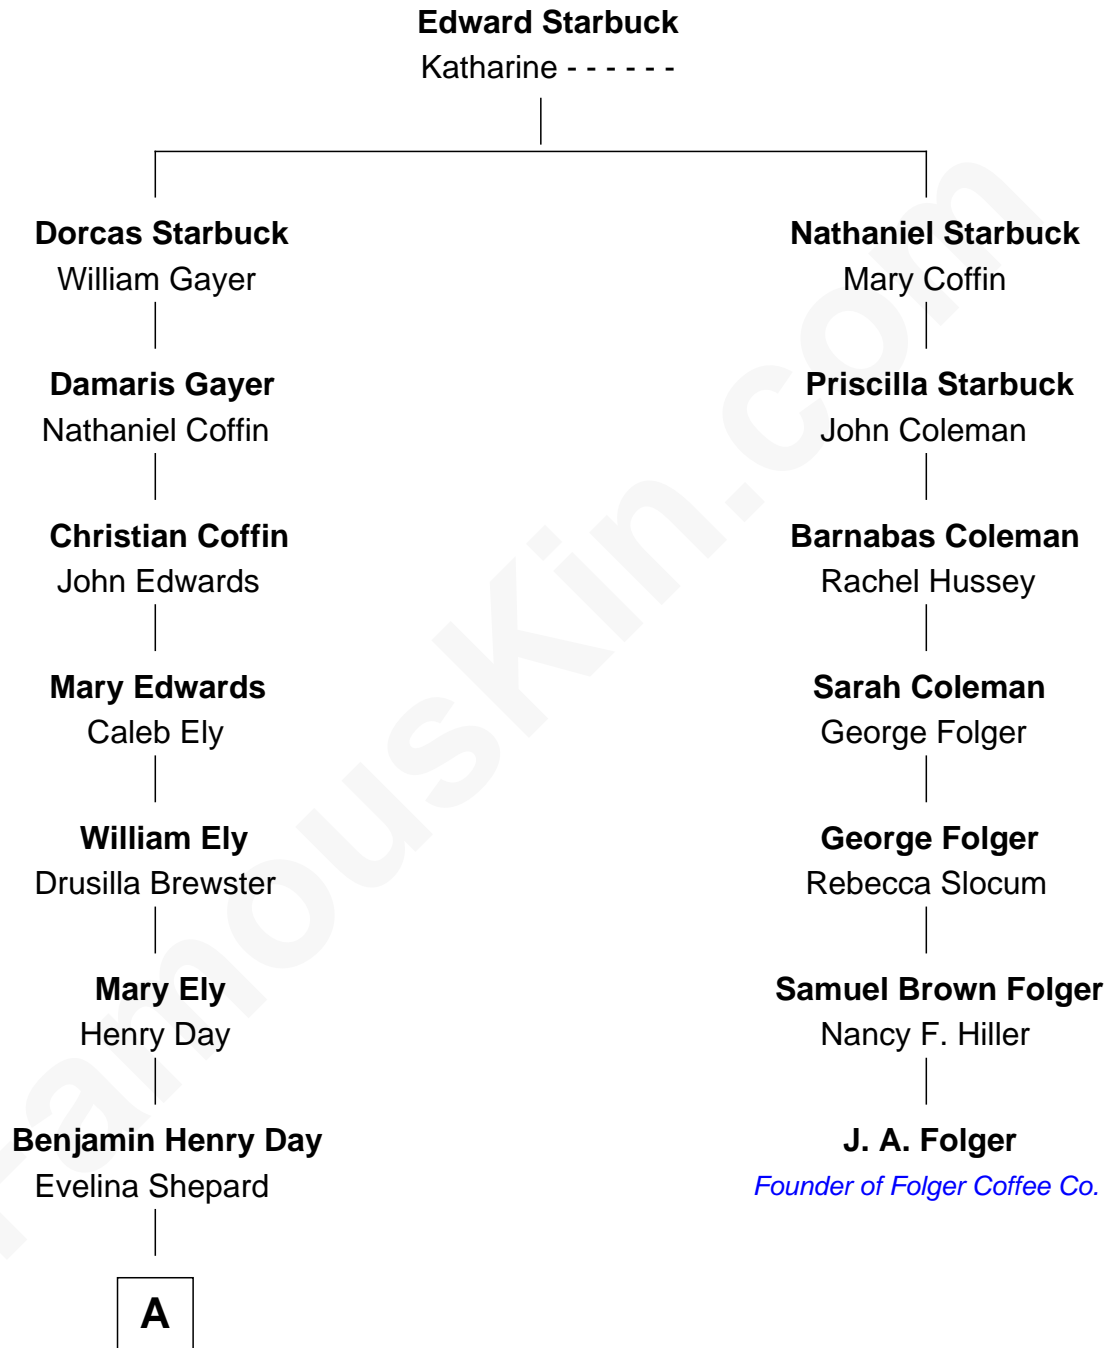 Edward Starbuck
Katharine - - - - - -
Dorcas Starbuck
William Gayer
Damaris Gayer
Nathaniel Coffin
Christian Coffin
John Edwards
Mary Edwards
Caleb Ely
William Ely
Drusilla Brewster
Mary Ely
Henry Day
Benjamin Henry Day
Evelina Shepard
A
Nathaniel Starbuck
Mary Coffin
Priscilla Starbuck
John Coleman
Barnabas Coleman
Rachel Hussey
Sarah Coleman
George Folger
George Folger
Rebecca Slocum
Samuel Brown Folger
Nancy F. Hiller
J. A. Folger
Founder of Folger Coffee Co.
FamousKin.com